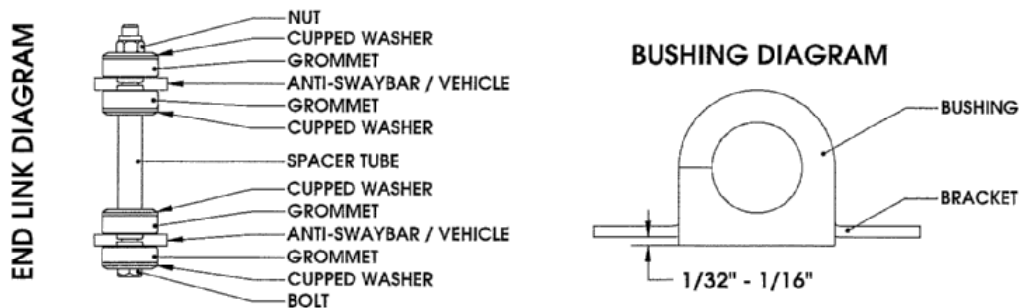 END LINK DIAGRAM
NUT
CUPPED WASHER
GROMMET
ANTI-SWAYBAR / VEHICLE
GROMMET
CUPPED WASHER
SPACER TUBE
CUPPED WASHER
GROMMET
ANTI-SWAYBAR / VEHICLE
GROMMET
CUPPED WASHER
BOLT
BUSHING DIAGRAM
BUSHING
BRACKET
1/32" - 1/16"